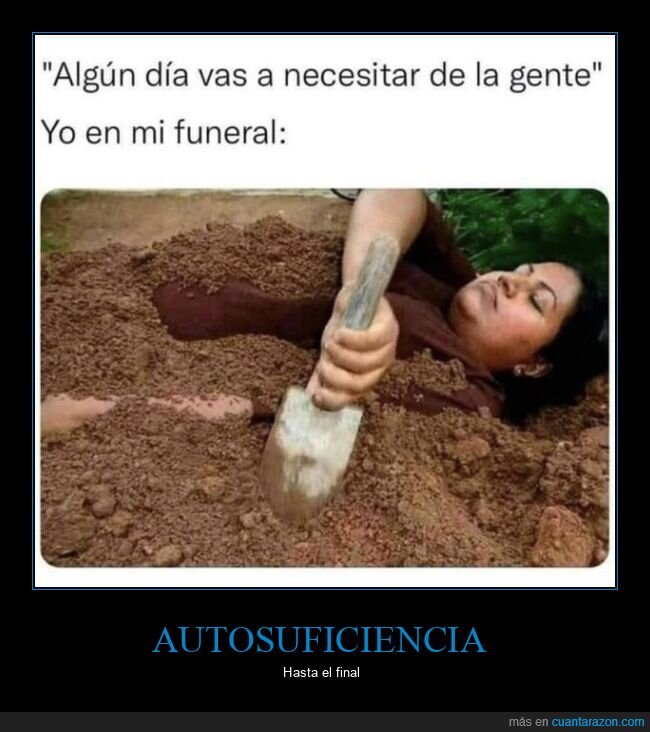 "Algún día vas a necesitar de la gente"
Yo en mi funeral:
AUTOSUFICIENCIA
Hasta el final
más en cuantarazon.com